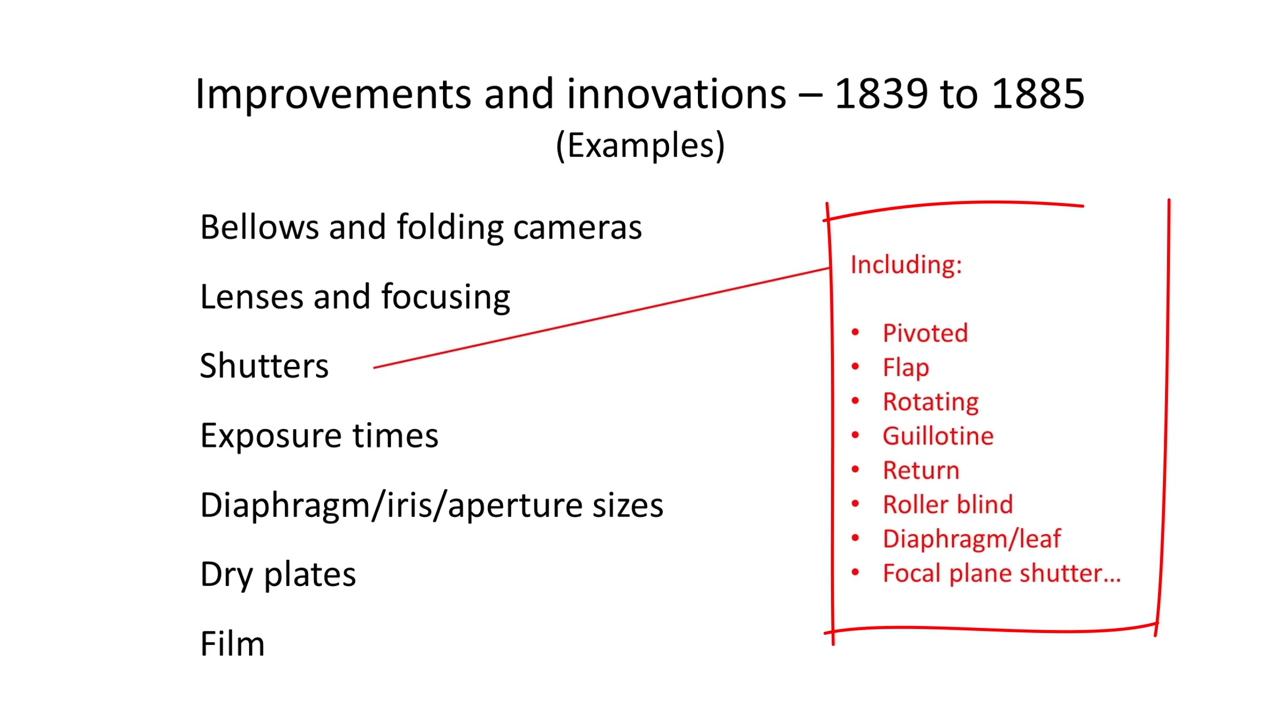 Improvements and innovations – 1839 to 1885
(Examples)
Bellows and folding cameras
Lenses and focusing
Shutters
Exposure times
Diaphragm/iris/aperture sizes
Dry plates
Film
Including:
• Pivoted
• Flap
• Rotating
• Guillotine
• Return
• Roller blind
• Diaphragm/leaf
• Focal plane shutter...